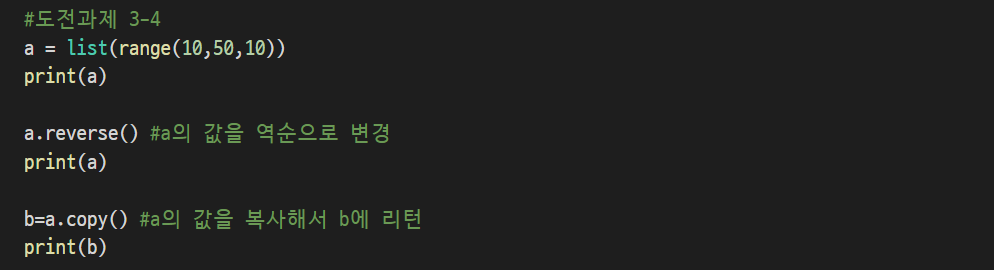 #도전과제 3-4
a = list(range(10,50,10))
print(a)
a.reverse() #a의 값을 역순으로 변경
print(a)
b=a.copy() #a의 값을 복사해서 b에 리턴
print(b)